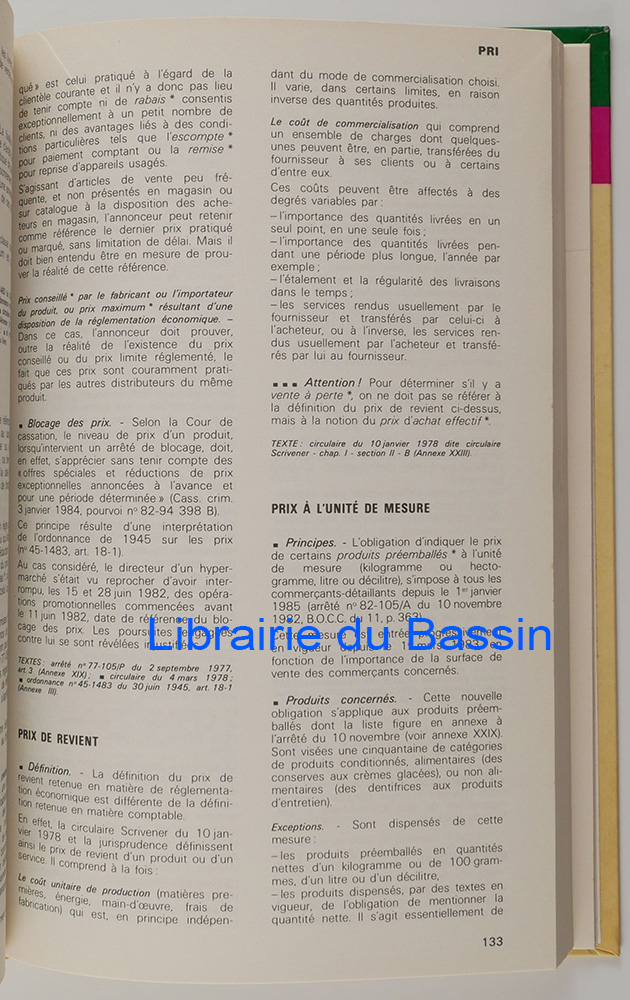 PRI
qué» est celui pratiqué à l'égard de la
clientèle courante et il n'y a donc pas lieu
de tenir compte ni de rabais* consentis
exceptionnellement à un petit nombre de
clients, ni des avantages liés à des condi-
tions particulières tels que l'escompte*
pour paiement comptant ou la remise*
pour reprise d'appareils usagés.
S'agissant d'articles de vente peu fré-
quente, et non présentés en magasin ou
sur catalogue à la disposition des ache-
teurs en magasin, l'annonceur peut retenir
comme référence le dernier prix pratiqué
ou marqué, sans limitation de délai. Mais il
doit bien entendu être en mesure de prou-
ver la réalité de cette référence.
Prix conseillé* par le fabricant ou l'importateur
du produit, ou prix maximum* résultant d'une
disposition de la réglementation économique. –
Dans ce cas, l'annonceur doit prouver,
outre la réalité de l'existence du prix
conseillé ou du prix limite réglementé, le
fait que ces prix sont couramment prati-
qués par les autres distributeurs du même
produit.
▪ Blocage des prix. - Selon la Cour de
cassation, le niveau de prix d'un produit,
lorsqu'intervient un arrêté de blocage, doit,
en effet, s'apprécier sans tenir compte des
«offres spéciales et réductions de prix
exceptionnelles annoncées à l'avance et
pour une période déterminée» (Cass. crim.
3 janvier 1984, pourvoi n° 82-94 398 B).
Ce principe résulte d'une interprétation
de l'ordonnance de 1945 sur les prix
(n° 45-1483, art. 18-1).
Au cas considéré, le directeur d'un hyper-
marché s'était vu reprocher d'avoir inter-
rompu, les 15 et 28 juin 1982, des opéra-
tions promotionnelles commencées avant
le 11 juin 1982, date de référence du blo-
cage des prix. Les poursuites engagées
contre lui se sont révélées injustifiées.
TEXTES : arrêté n° 77-105/P du 2 septembre 1977,
art. 3 (Annexe XIX); ▪ circulaire du 4 mars 1978 ;
▪ ordonnance n° 45-1483 du 30 juin 1945, art. 18-1
(Annexe III).
PRIX DE REVIENT
▪ Définition. - La définition du prix de
revient retenue en matière de réglementa-
tion économique est différente de la défini-
tion retenue en matière comptable.
En effet, la circulaire Scrivener du 10 jan-
vier 1978 et la jurisprudence définissent
ainsi le prix de revient d'un produit ou d'un
service. Il comprend à la fois :
Le coût unitaire de production (matières pre-
mières, énergie, main-d'œuvre, frais de
fabrication) qui est, en principe indépen-
dant du mode de commercialisation choisi.
Il varie, dans certains limites, en raison
inverse des quantités produites.
Le coût de commercialisation qui comprend
un ensemble de charges dont quelques-
unes peuvent être, en partie, transférées du
fournisseur à ses clients ou à certains
d'entre eux.
Ces coûts peuvent être affectés à des
degrés variables par :
– l'importance des quantités livrées en un
seul point, en une seule fois ;
– l'importance des quantités livrées pen-
dant une période plus longue, l'année par
exemple ;
– l'étalement et la régularité des livraisons
dans le temps ;
– les services rendus usuellement par le
fournisseur et transférés par celui-ci à
l'acheteur, ou à l'inverse, les services ren-
dus usuellement par l'acheteur et transfé-
rés par lui au fournisseur.
▪▪▪ Attention! Pour déterminer s'il y a
vente à perte*, on ne doit pas se référer à
la définition du prix de revient ci-dessus,
mais à la notion du prix d'achat effectif*.
TEXTE : circulaire du 10 janvier 1978 dite circulaire
Scrivener - chap. I - section II - B (Annexe XXIII).
PRIX À L'UNITÉ DE MESURE
▪ Principes. - L'obligation d'indiquer le prix
de certains produits préemballés* à l'unité
de mesure (kilogramme ou hecto-
gramme, litre ou décilitre), s'impose à tous les
commerçants-détaillants depuis le 1er janvier
1985 (arrêté n° 82-105/A du 10 novembre
1982, B.O.C.C. du 11, p. 363).
Cette mesure est entrée progressivement
en vigueur depuis le 1 mars 1983 en
fonction de l'importance de la surface de
vente des commerçants concernés.
▪ Produits concernés. - Cette nouvelle
obligation s'applique aux produits préem-
ballés dont la liste figure en annexe à
l'arrêté du 10 novembre (voir annexe XXIX).
Sont visées une cinquantaine de catégories
de produits conditionnés, alimentaires (des
conserves aux crèmes glacées), ou non ali-
mentaires (des dentifrices aux produits
d'entretien).
Exceptions. - Sont dispensés de cette
mesure :
– les produits préemballés en quantités
nettes d'un kilogramme ou de 100 gram-
mes, d'un litre ou d'un décilitre,
– les produits dispensés, par des textes en
vigueur, de l'obligation de mentionner la
quantité nette. Il s'agit essentiellement de
133
Librairie du Bassin